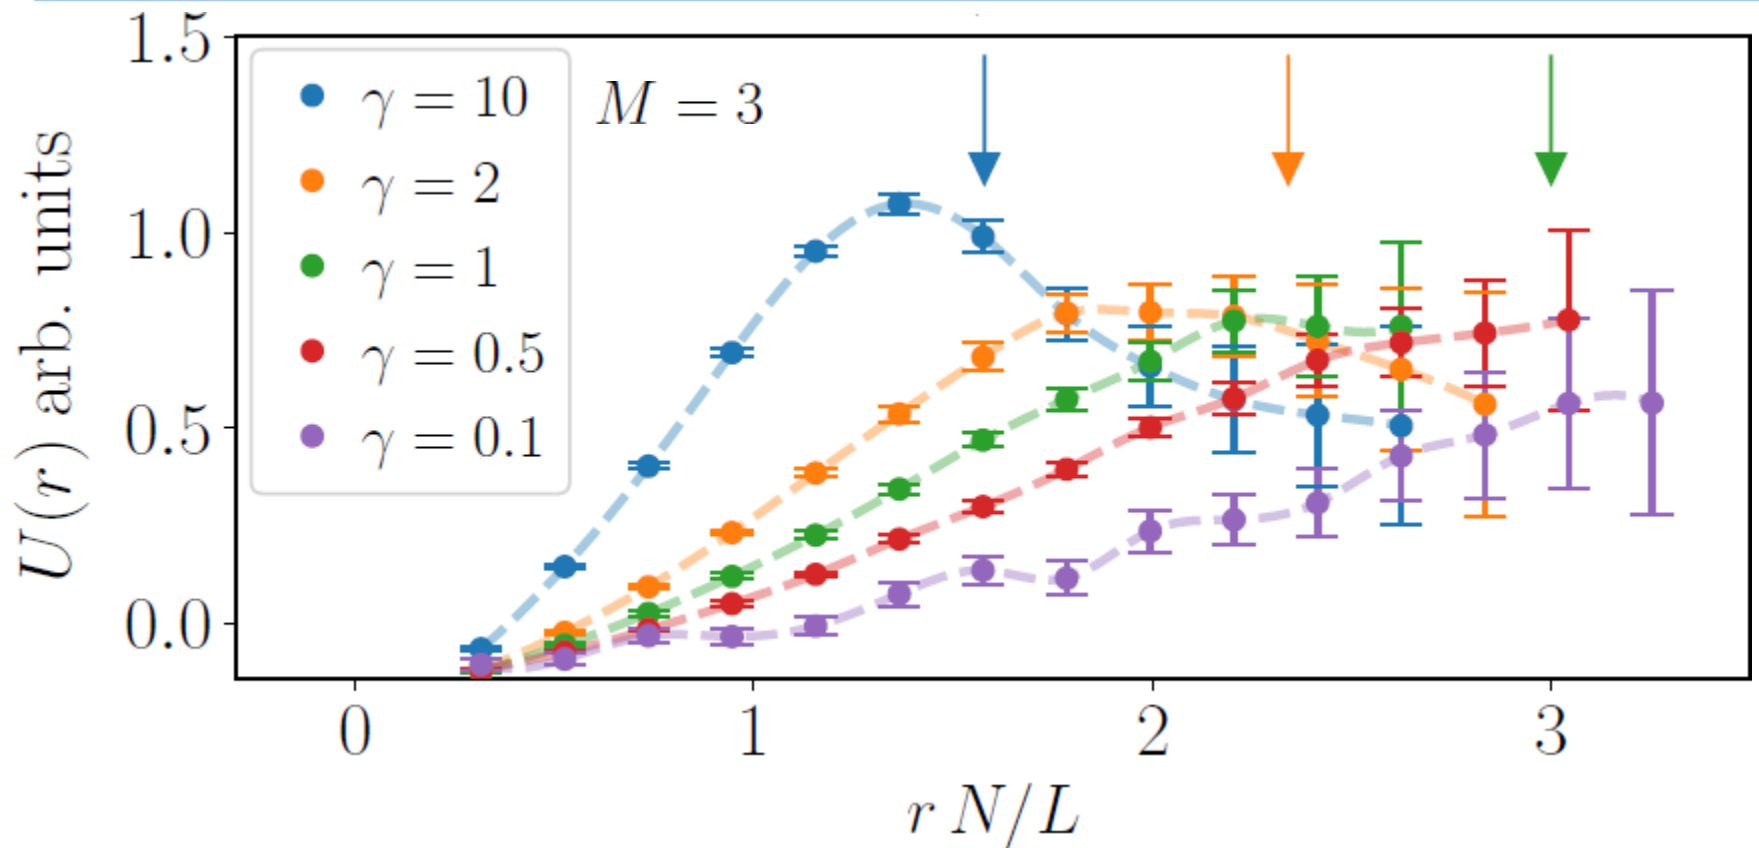 1.5
γ = 10
M = 3
γ = 2
γ = 1
γ = 0.5
γ = 0.1
1.0
0.5
0.0
U(r) arb. units
0 1 2 3
r N/L